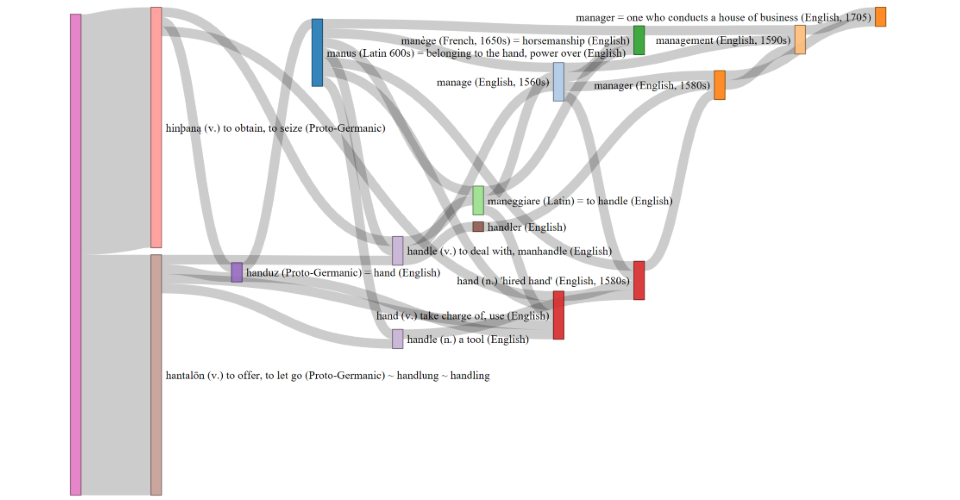 manager = one who conducts a house of business (English, 1705)
manège (French, 1650s) = horsemanship (English)
management (English, 1590s)
manus (Latin 600s) = belonging to the hand, power over (English)
manage (English, 1560s)
manager (English, 1580s)
hinþaną (v.) to obtain, to seize (Proto-Germanic)
maneggiare (Latin) = to handle (English)
handler (English)
handle (v.) to deal with, manhandle (English)
handuz (Proto-Germanic) = hand (English)
hand (n.) 'hired hand' (English, 1580s)
hand (v.) take charge of, use (English)
handle (n.) a tool (English)
hantalōn (v.) to offer, to let go (Proto-Germanic) ~ handlung ~ handling